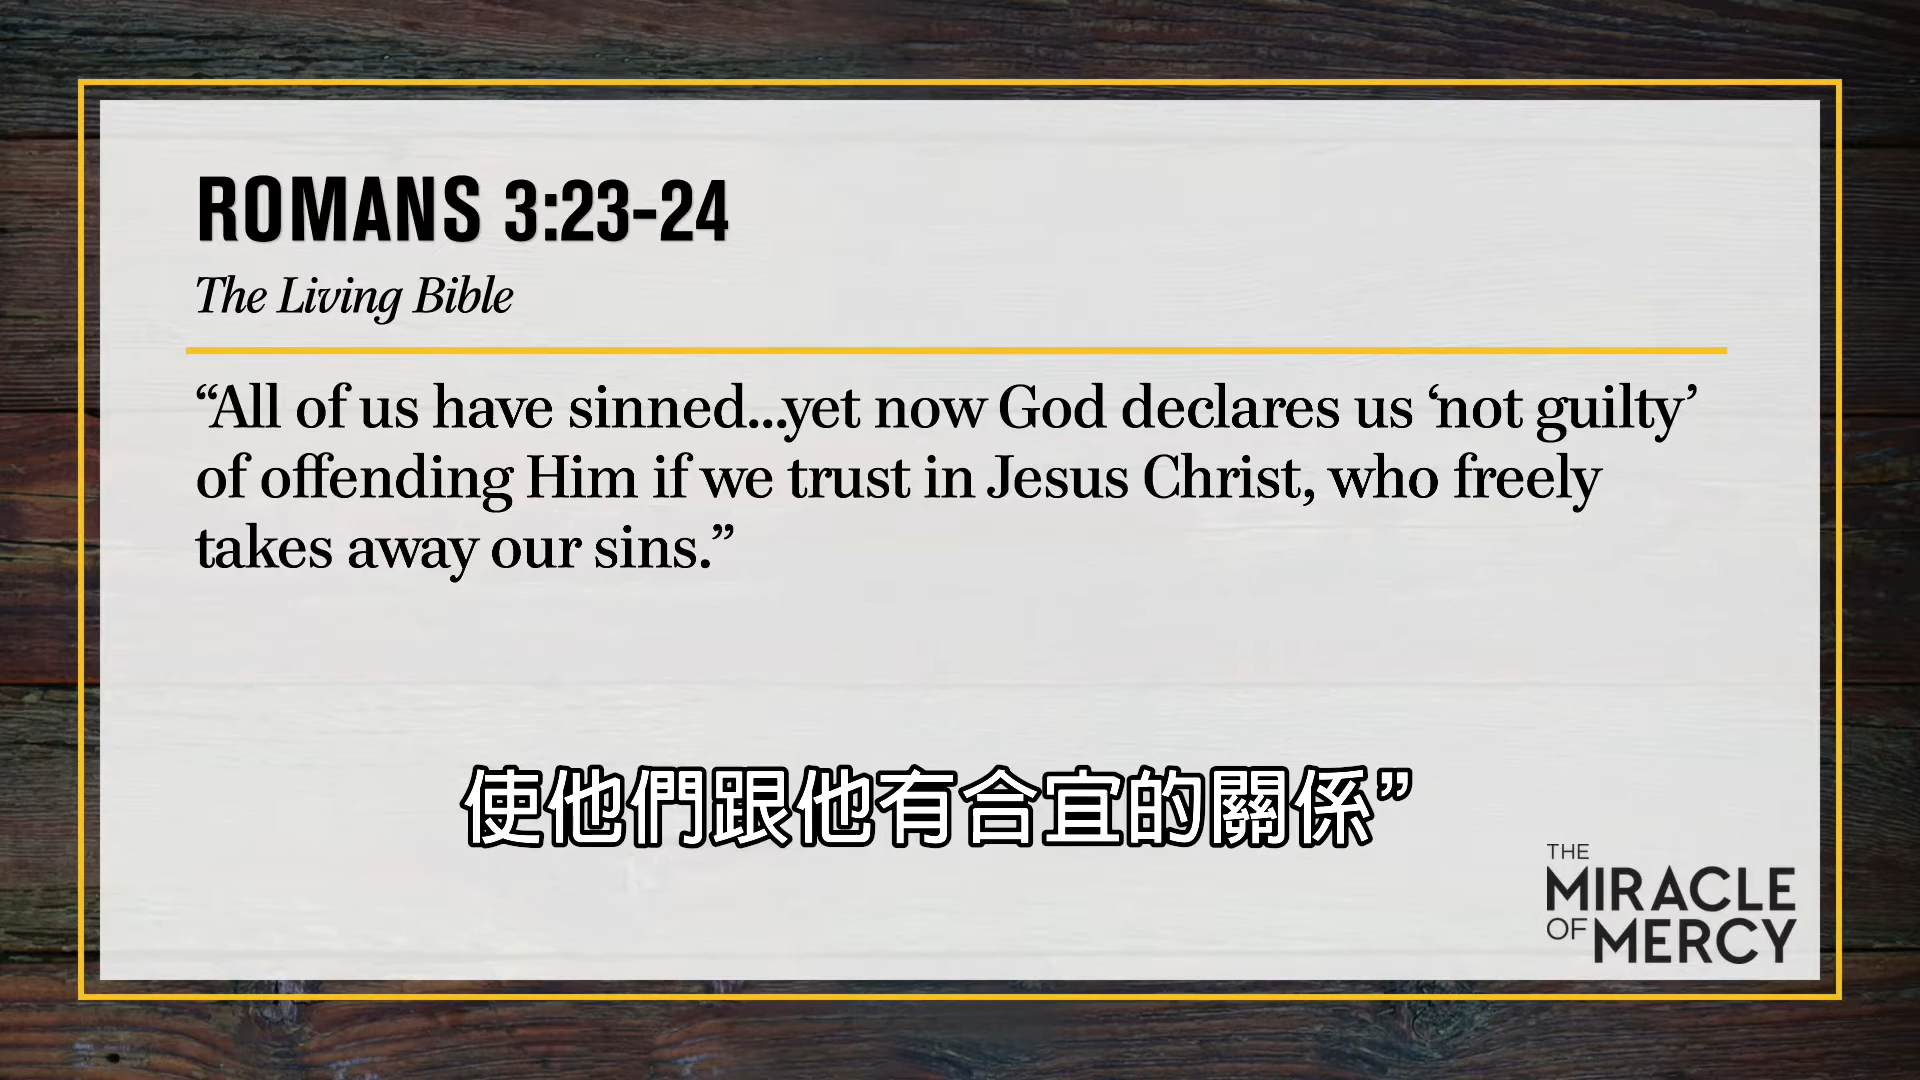 ROMANS 3:23-24
The Living Bible
“All of us have sinned...yet now God declares us ‘not guilty’
of offending Him if we trust in Jesus Christ, who freely
takes away our sins.”
使他們跟他有合宜的關係”
THE
MIRACLE
OF MERCY